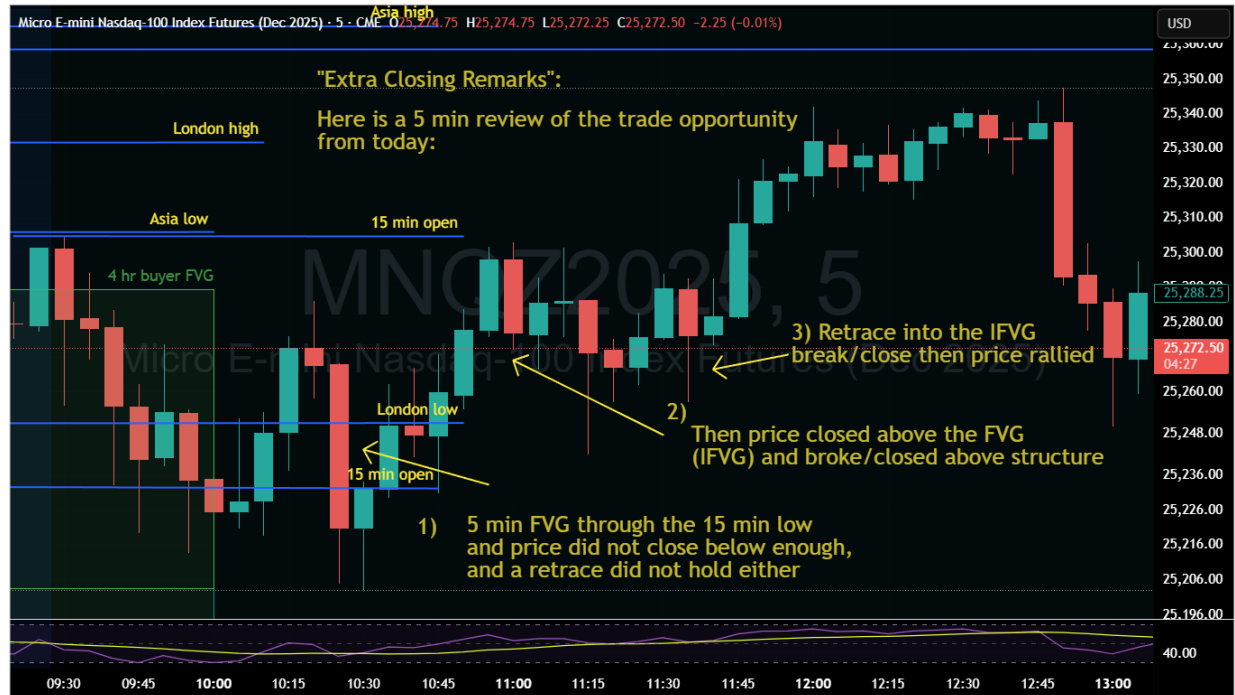 Micro E-mini Nasdaq-100 Index Futures (Dec 2025) · 5 · CME O25,274.75 H25,274.75 L25,272.25 C25,272.50 −2.25 (−0.01%)
USD
Asia high
25,360.00
"Extra Closing Remarks":
25,350.00
Here is a 5 min review of the trade opportunity
from today:
25,340.00
London high
25,330.00
25,320.00
Asia low
15 min open
25,310.00
25,300.00
4 hr buyer FVG
MNQZ2025, 5
25,288.25
25,280.00
3) Retrace into the IFVG
break/close then price rallied
Micro E-mini Nasdaq-100 Index Futures (Dec 2025)
25,272.50
04:27
25,260.00
London low
2)
Then price closed above the FVG
(IFVG) and broke/closed above structure
25,248.00
15 min open
25,236.00
1)
5 min FVG through the 15 min low
and price did not close below enough,
and a retrace did not hold either
25,226.00
25,216.00
25,206.00
25,196.00
40.00
09:30 09:45 10:00 10:15 10:30 10:45 11:00 11:15 11:30 11:45 12:00 12:15 12:30 12:45 13:00